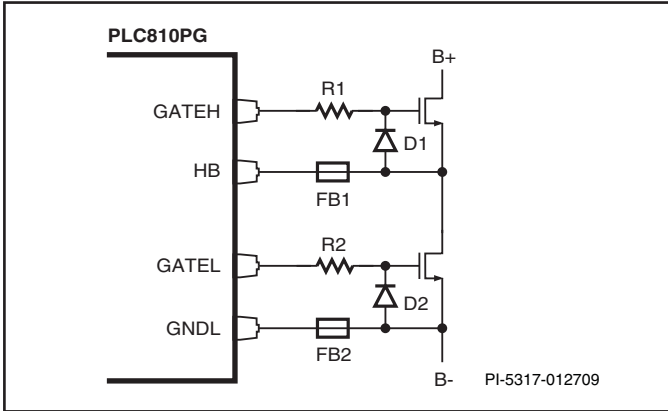 PLC810PG
B+
R1
GATEH
D1
HB
FB1
R2
GATEL
D2
GNDL
FB2
B-
PI-5317-012709